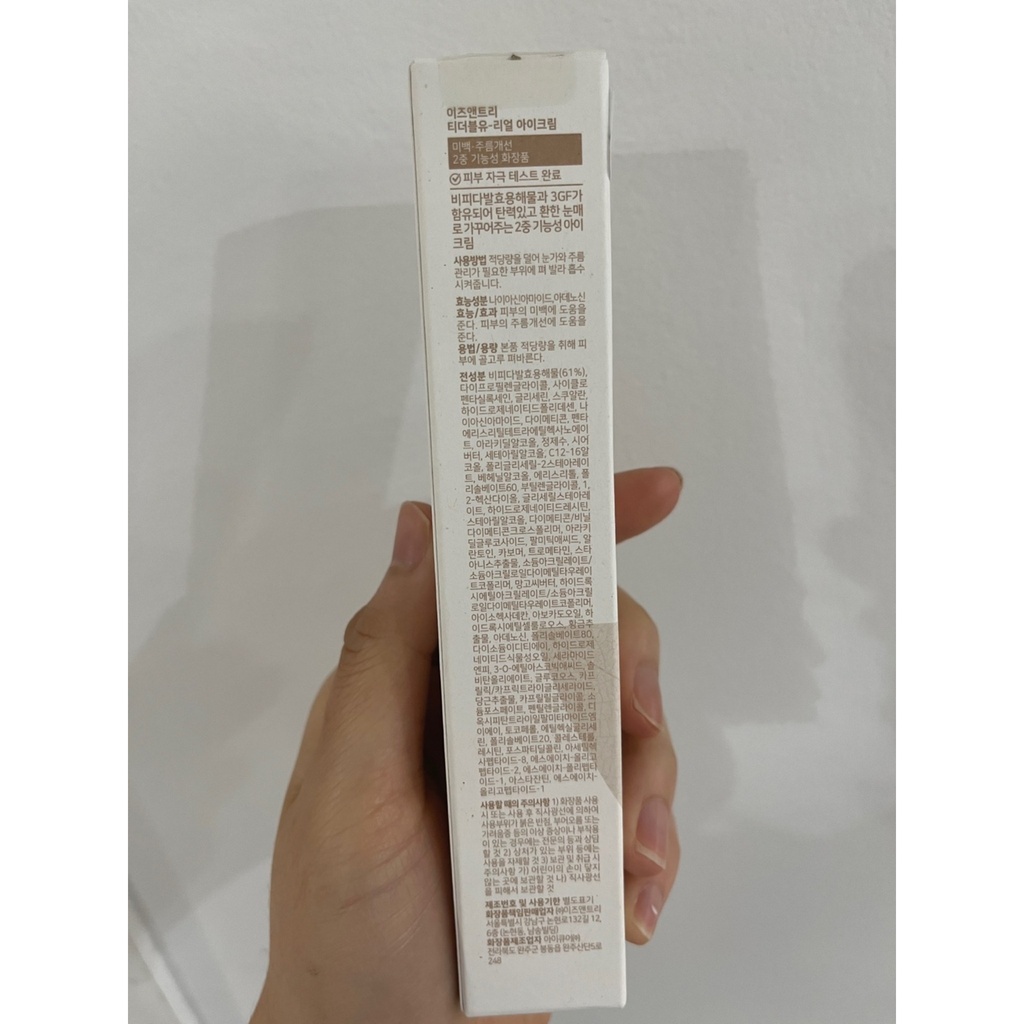 이즈앤트리
티더블유-리얼 아이크림
미백·주름개선
2중 기능성 화장품
피부 자극 테스트 완료
비피다발효용해물과 3GF가
함유되어 탄력있고 환한 눈매
로 가꾸어주는 2중 기능성 아이
크림
사용방법 적당량을 덜어 눈가와 주름
관리가 필요한 부위에 펴 발라 흡수
시켜줍니다.
효능성분 나이아신아마이드,아데노신
효능/효과 피부의 미백에 도움을
준다. 피부의 주름개선에 도움을
준다.
용법/용량 본품 적당량을 취해 피
부에 골고루 펴바른다.
전성분 비피다발효용해물(61%),
다이프로필렌글라이콜, 사이클로
펜타실록세인, 글리세린, 스쿠알란,
하이드로제네이티드폴리데센, 나
이아신아마이드, 다이메티콘, 펜타
에리스리틸테트라에틸헥사노에이
트, 아라키딜알코올, 정제수, 시어
버터, 세테아릴알코올, C12-16알
코올, 폴리글리세릴-2스테아레이
트, 베헤닐알코올, 에리스리톨, 폴
리솔베이트60, 부틸렌글라이콜, 1,
2-헥산다이올, 글리세릴스테아레
이트, 하이드로제네이티드레시틴,
스테아릴알코올, 다이메티콘/비닐
다이메티콘크로스폴리머, 아라키
딜글루코사이드, 팔미틱애씨드, 알
란토인, 카보머, 트로메타민, 스타
아니스추출물, 소듐아크릴레이트/
소듐아크릴로일다이메틸타우레이
트코폴리머, 망고씨버터, 하이드록
시에틸아크릴레이트/소듐아크릴
로일다이메틸타우레이트코폴리머,
아이소헥사데칸, 아보카도오일, 하
이드록시에틸셀룰로오스, 황금추
출물, 아데노신, 폴리솔베이트80,
다이소듐이디티에이, 하이드로제
네이티드식물성오일, 세라마이드
엔피, 3-O-에틸아스코빅애씨드, 솔
비탄올리에이트, 글루코오스, 카프
릴릭/카프릭트라이글리세라이드,
당근추출물, 카프릴릴글라이콜, 소
듐포스페이트, 펜틸렌글라이콜, 디
옥시피탄트라이일팔미타마이드엠
이에이, 토코페롤, 에틸헥실글리세
린, 폴리솔베이트20, 콜레스테롤,
레시틴, 포스파티딜콜린, 아세틸헥
사펩타이드-8, 에스에이치-올리고
펩타이드-2, 에스에이치-폴리펩타
이드-1, 아스타잔틴, 에스에이치-
올리고펩타이드-1
사용할 때의 주의사항 1) 화장품 사용
시 또는 사용 후 직사광선에 의하여
사용부위가 붉은 반점, 부어오름 또는
가려움증 등의 이상 증상이나 부작용
이 있는 경우에는 전문의 등과 상담
할 것 2) 상처가 있는 부위 등에는
사용을 자제할 것 3) 보관 및 취급 시
주의사항 가) 어린이의 손이 닿지
않는 곳에 보관할 것 나) 직사광선
을 피해서 보관할 것
제조번호 및 사용기한 별도표기
화장품책임판매업자 ㈜이즈앤트리
서울특별시 강남구 논현로132길 12,
6층 (논현동, 남송빌딩)
화장품제조업자 아이큐어㈜
전라북도 완주군 봉동읍 완주산단5로
248